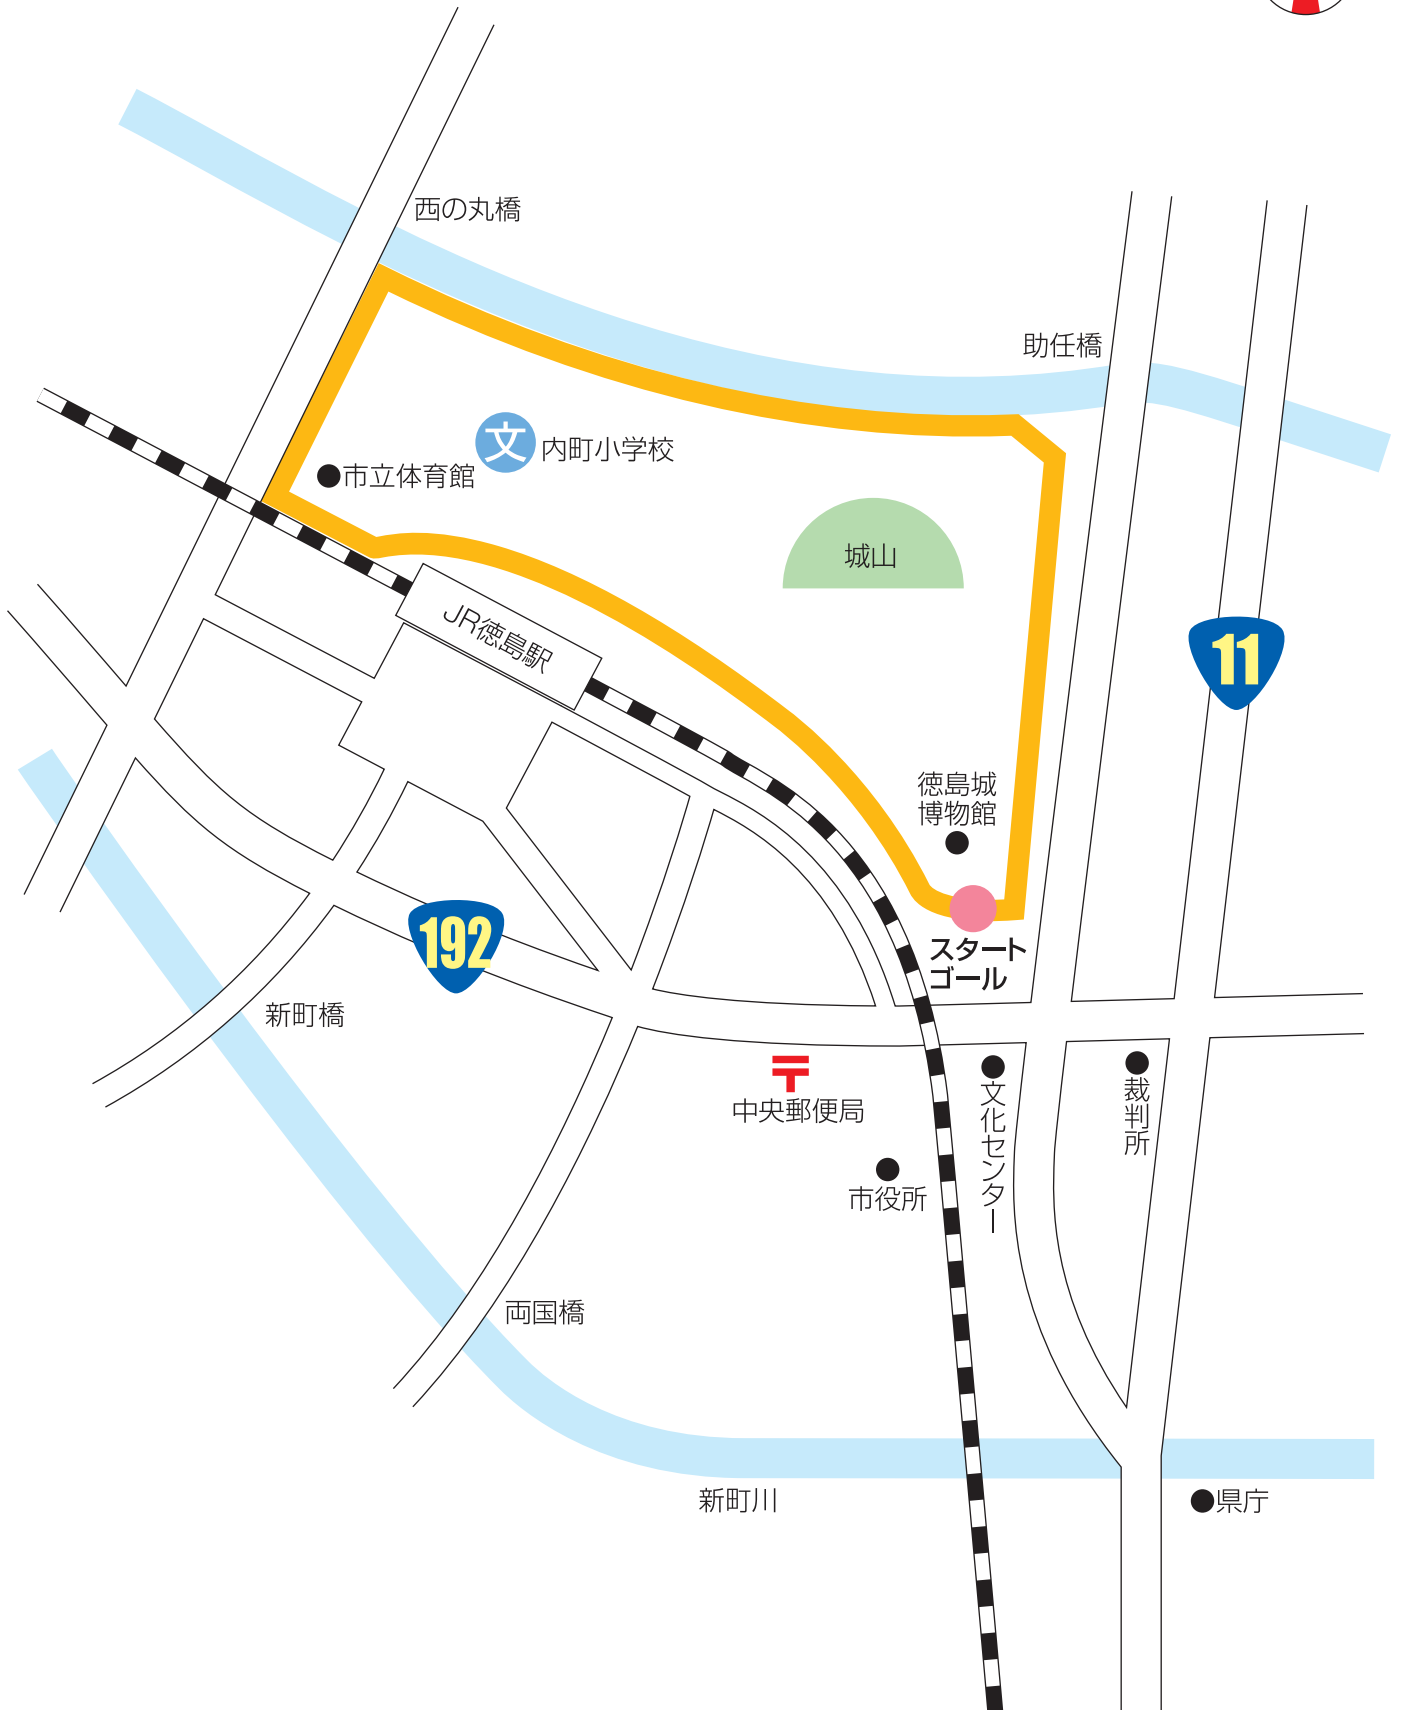 西の丸橋
助任橋
文
内町小学校
市立体育館
城山
JR徳島駅
11
徳島城
博物館
192
スタート
ゴール
新町橋
〒
中央郵便局
文化センター
裁判所
市役所
両国橋
新町川
県庁